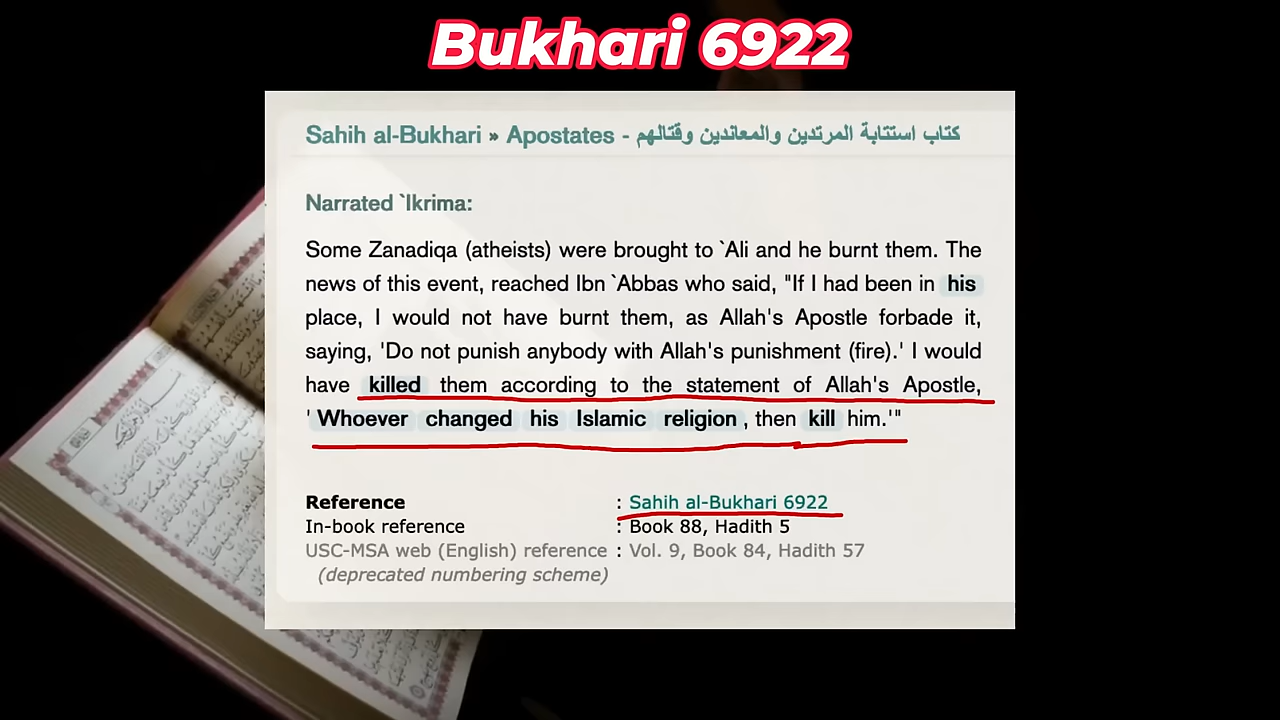 Bukhari 6922
Sahih al-Bukhari » Apostates - كتاب استتابة المرتدين والمعاندين وقتالهم
Narrated `Ikrima:
Some Zanadiqa (atheists) were brought to `Ali and he burnt them. The
news of this event, reached Ibn `Abbas who said, "If I had been in his
place, I would not have burnt them, as Allah's Apostle forbade it,
saying, 'Do not punish anybody with Allah's punishment (fire).' I would
have killed them according to the statement of Allah's Apostle,
'Whoever changed his Islamic religion, then kill him.'"
Reference : Sahih al-Bukhari 6922
In-book reference : Book 88, Hadith 5
USC-MSA web (English) reference : Vol. 9, Book 84, Hadith 57
(deprecated numbering scheme)